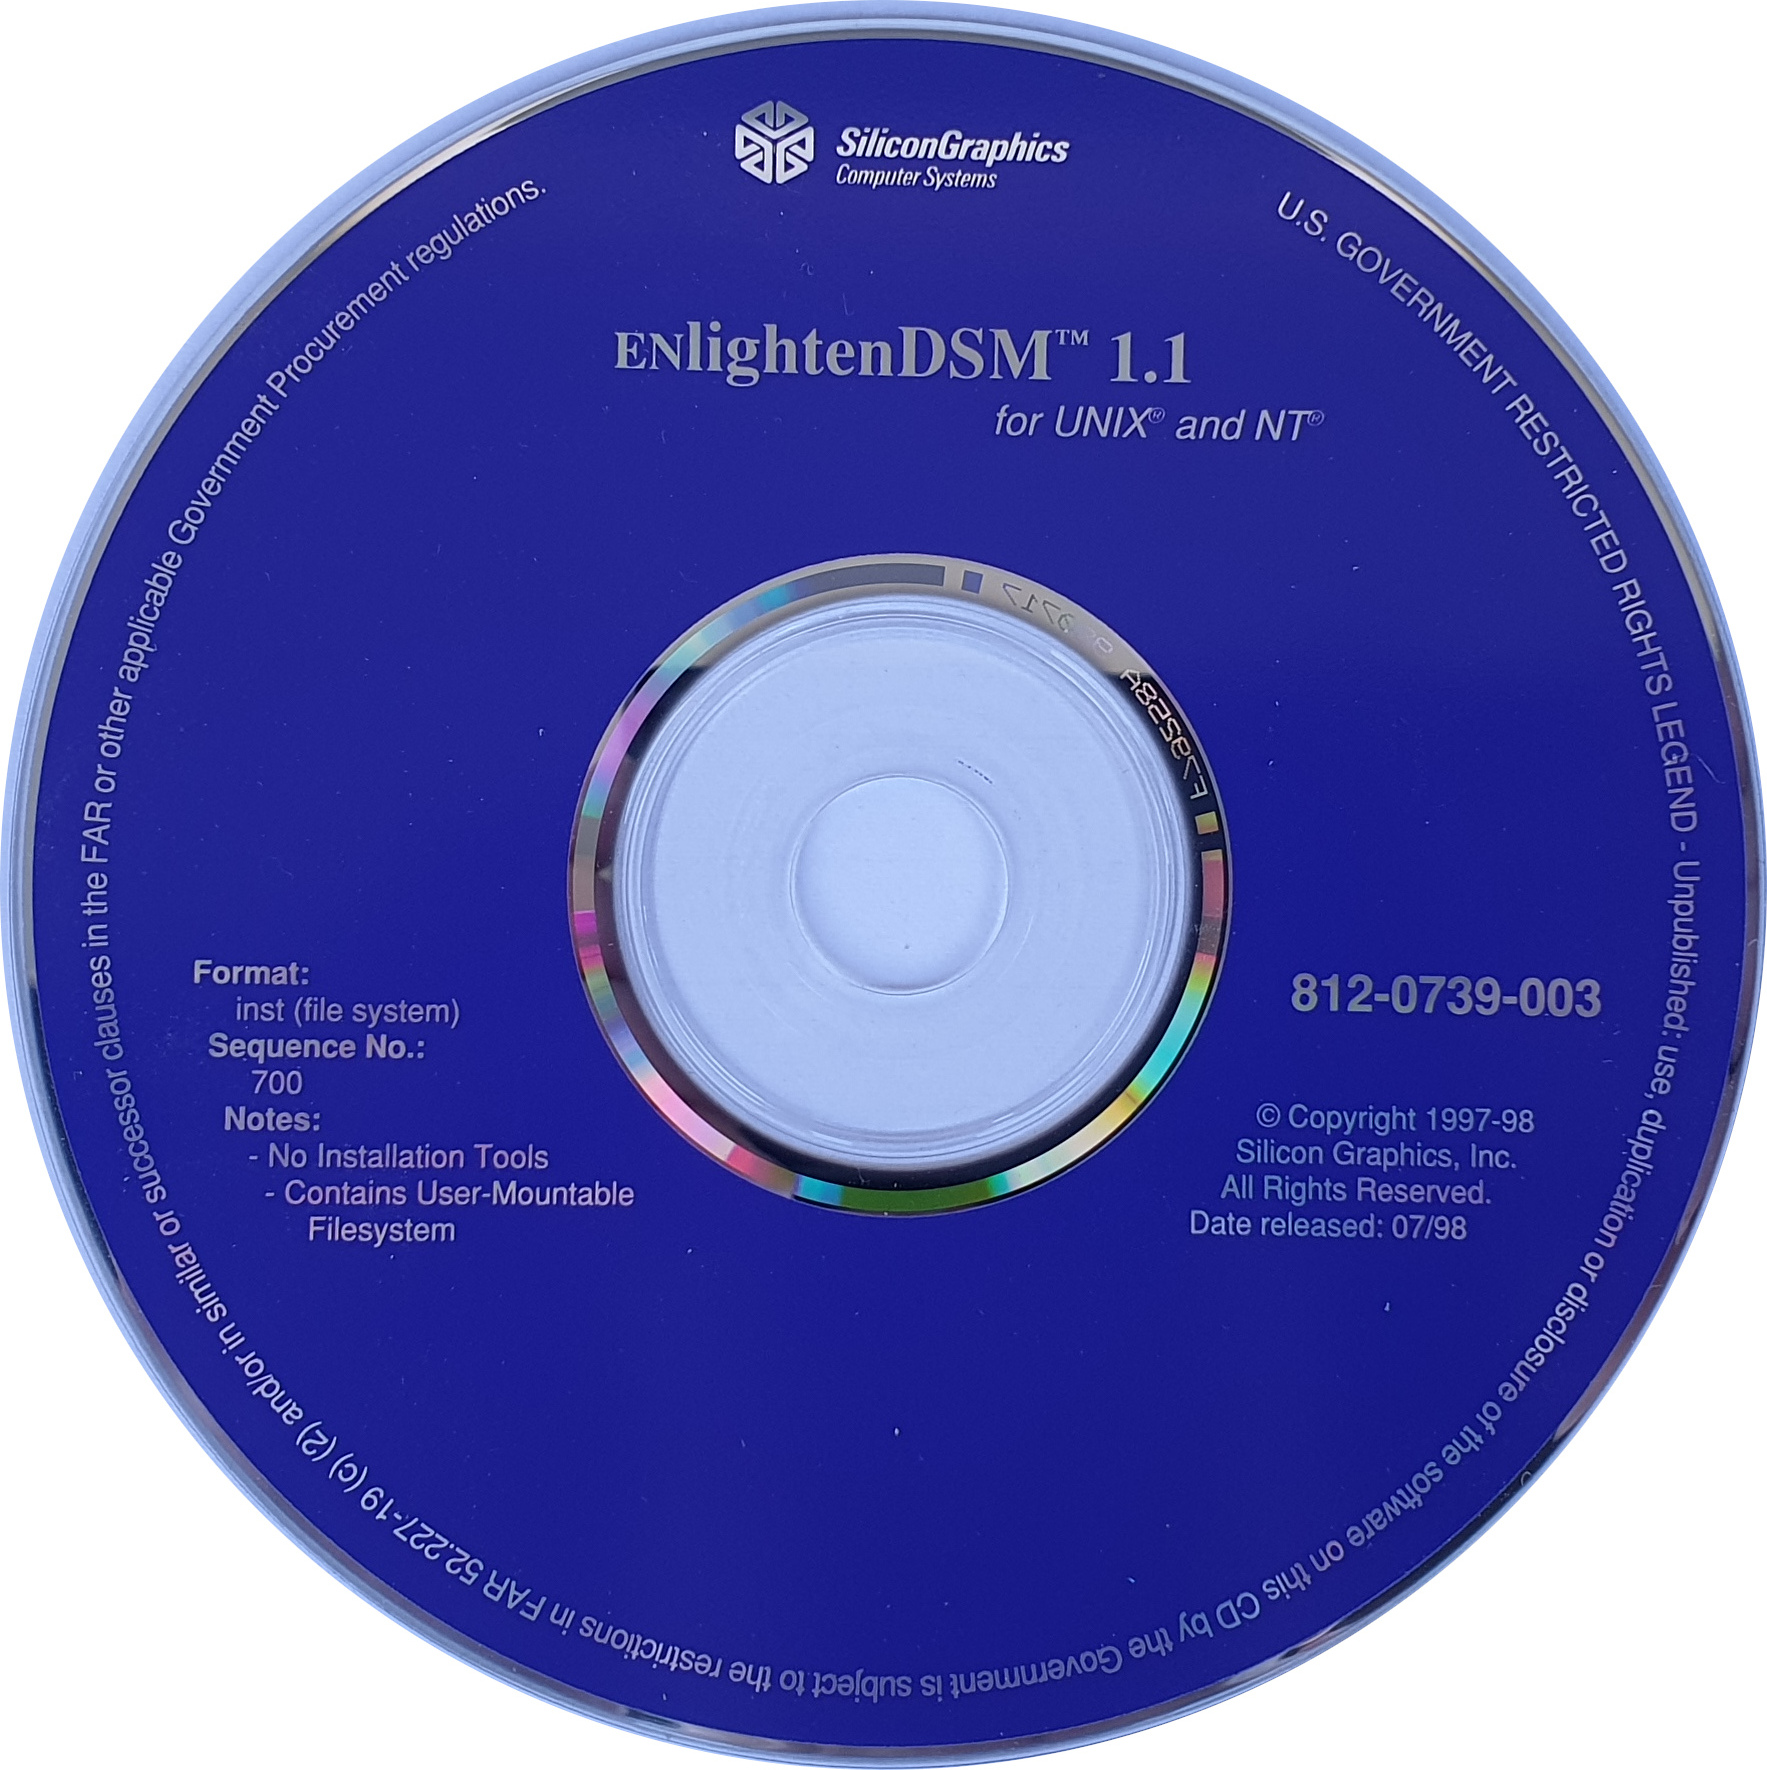 SiliconGraphics
Computer Systems
ENlightenDSM™ 1.1
for UNIX® and NT®
Format:
inst (file system)
Sequence No.:
700
Notes:
- No Installation Tools
- Contains User-Mountable
Filesystem
812-0739-003
© Copyright 1997-98
Silicon Graphics, Inc.
All Rights Reserved.
Date released: 07/98
U.S. GOVERNMENT RESTRICTED RIGHTS LEGEND - Unpublished: use, duplication or disclosure of the software on this CD by the Government is subject to the restrictions in FAR 52.227-19 (c) (2) and/or in similar or successor clauses in the FAR or other applicable Government Procurement regulations.
F79258A